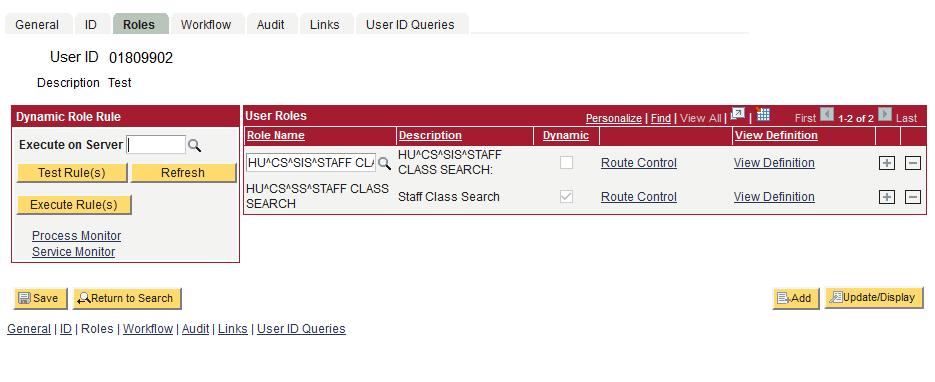 General ID Roles Workflow Audit Links User ID Queries
User ID 01809902
Description Test
Dynamic Role Rule
Execute on Server
Test Rule(s) Refresh
Execute Rule(s)
Process Monitor
Service Monitor
User Roles Personalize | Find | View All | | First 1-2 of 2 Last
Role Name Description Dynamic View Definition
HU^CS^SIS^STAFF CLA HU^CS^SIS^STAFF CLASS SEARCH: Route Control View Definition
HU^CS^SS^STAFF CLASS SEARCH Staff Class Search Route Control View Definition
Save Return to Search Add Update/Display
General | ID | Roles | Workflow | Audit | Links | User ID Queries